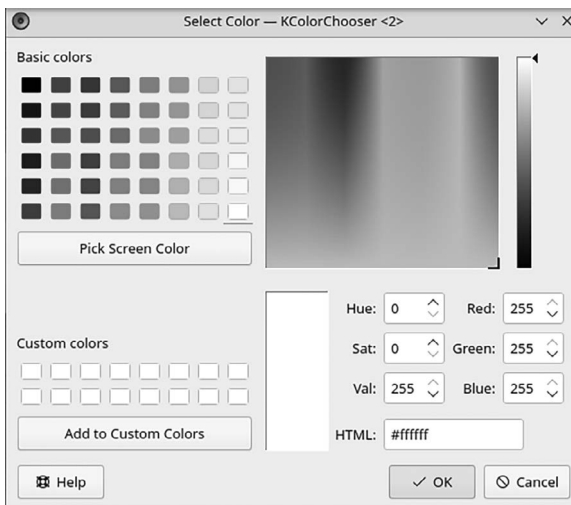 Select Color — KColorChooser <2>
Basic colors
Pick Screen Color
Custom colors
Add to Custom Colors
Hue: 0 Red: 255
Sat: 0 Green: 255
Val: 255 Blue: 255
HTML: #ffffff
Help OK Cancel